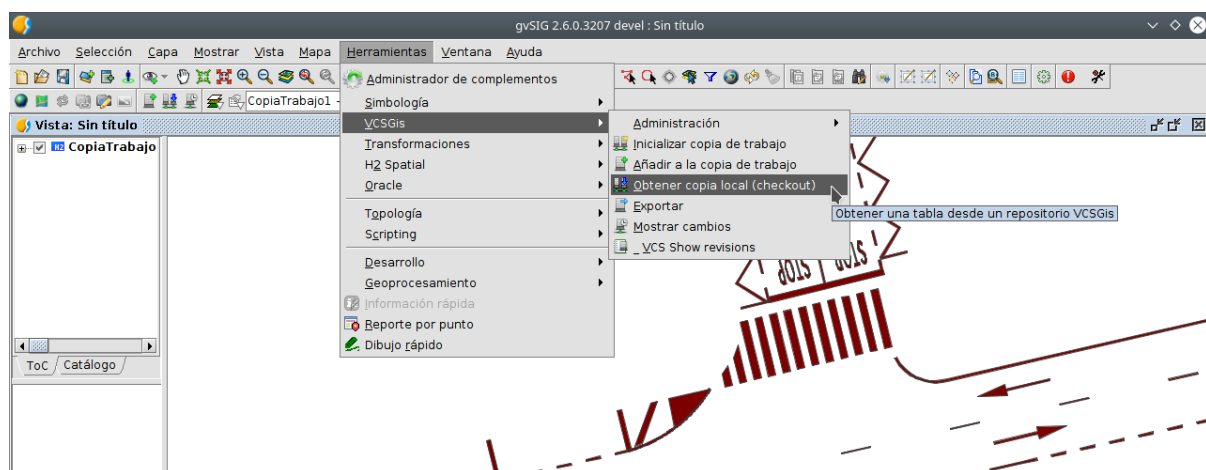 gvSIG 2.6.0.3207 devel : Sin título
Archivo Selección Capa Mostrar Vista Mapa Herramientas Ventana Ayuda
CopiaTrabajo1 -
Vista: Sin título
H2 CopiaTrabajo
ToC Catálogo
Administrador de complementos
Simbología
VCSGis
Transformaciones
H2 Spatial
Oracle
Topología
Scripting
Desarrollo
Geoprocesamiento
Información rápida
Reporte por punto
Dibujo rápido
Administración
Inicializar copia de trabajo
Añadir a la copia de trabajo
Obtener copia local (checkout)
Exportar
Mostrar cambios
_ VCS Show revisions
Obtener una tabla desde un repositorio VCSGis
STOP STOP